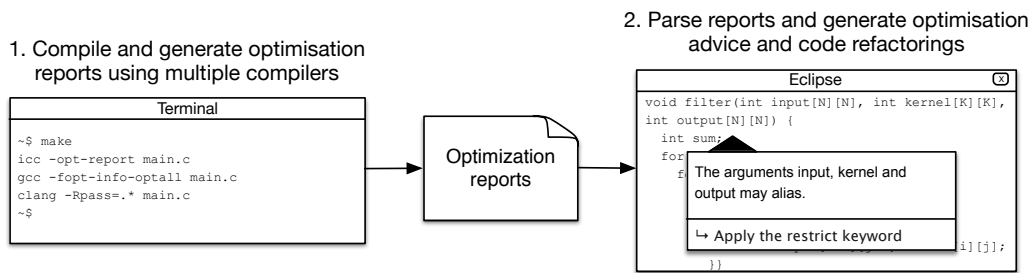 1. Compile and generate optimisation
reports using multiple compilers
Terminal
~$ make
icc -opt-report main.c
gcc -fopt-info-optall main.c
clang -Rpass=.* main.c
~$
Optimization
reports
2. Parse reports and generate optimisation
advice and code refactorings
Eclipse
x
void filter(int input[N][N], int kernel[K][K],
int output[N][N]) {
int sum;
for
f
The arguments input, kernel and
output may alias.
↳ Apply the restrict keyword
i][j];
}}